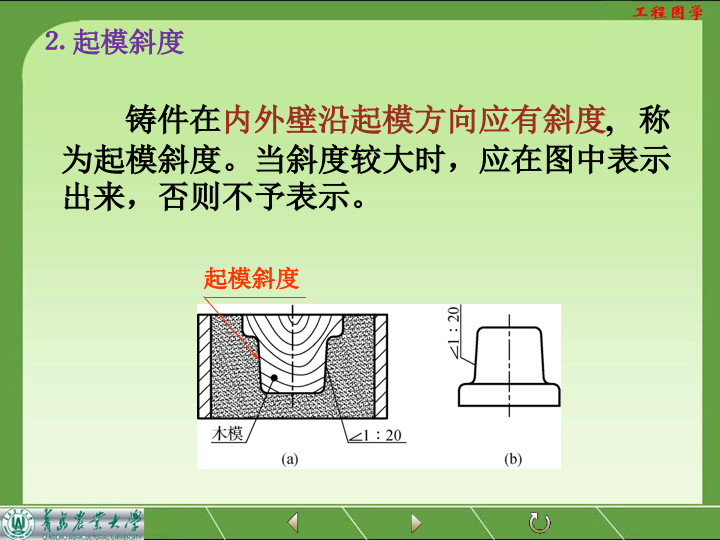 工程图学
2. 起模斜度
铸件在内外壁沿起模方向应有斜度, 称
为起模斜度。当斜度较大时，应在图中表示
出来，否则不予表示。
起模斜度
∠1：20
木模
∠1：20
(a)
(b)
青岛农业大学